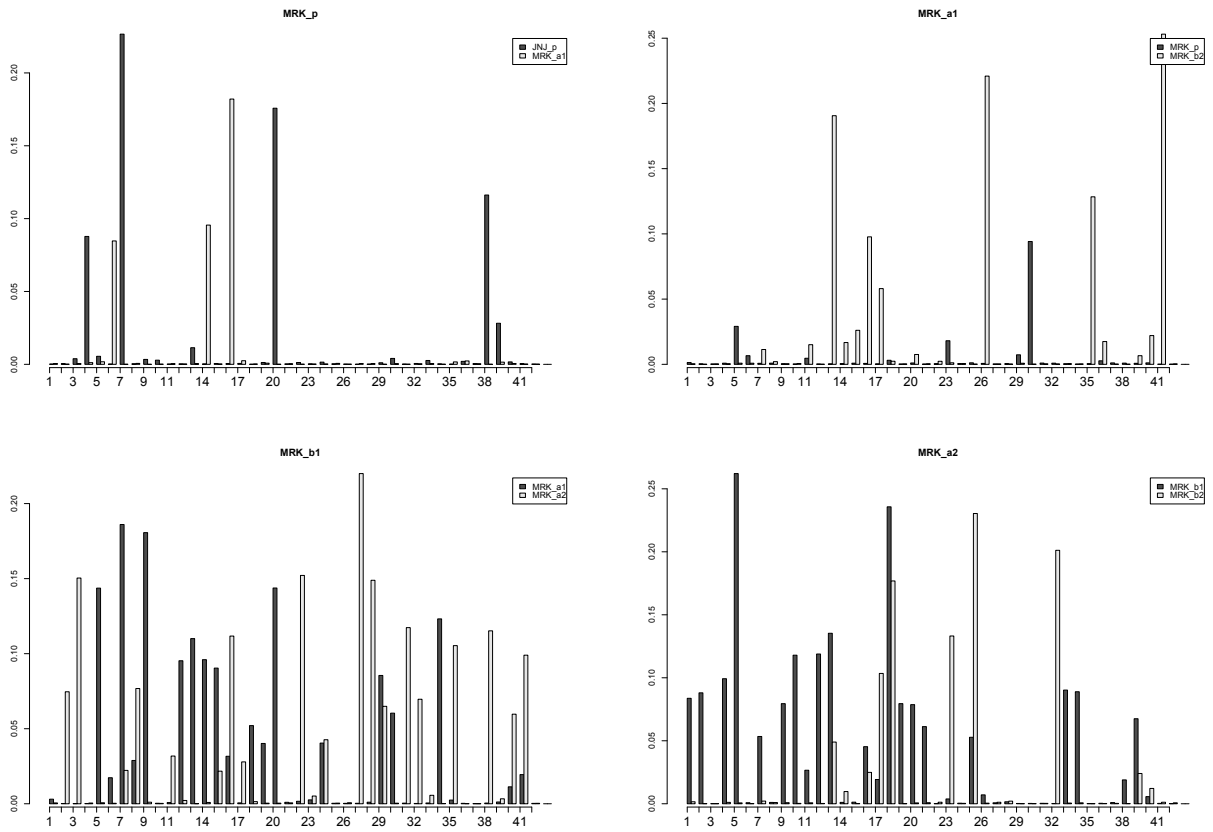 MRK_p
JNJ_p
MRK_a1
0.00 0.05 0.10 0.15 0.20
1 3 5 7 9 11 14 17 20 23 26 29 32 35 38 41
MRK_a1
MRK_p
MRK_b2
0.00 0.05 0.10 0.15 0.20 0.25
1 3 5 7 9 11 14 17 20 23 26 29 32 35 38 41
MRK_b1
MRK_a1
MRK_a2
0.00 0.05 0.10 0.15 0.20
1 3 5 7 9 11 14 17 20 23 26 29 32 35 38 41
MRK_a2
MRK_b1
MRK_b2
0.00 0.05 0.10 0.15 0.20 0.25
1 3 5 7 9 11 14 17 20 23 26 29 32 35 38 41